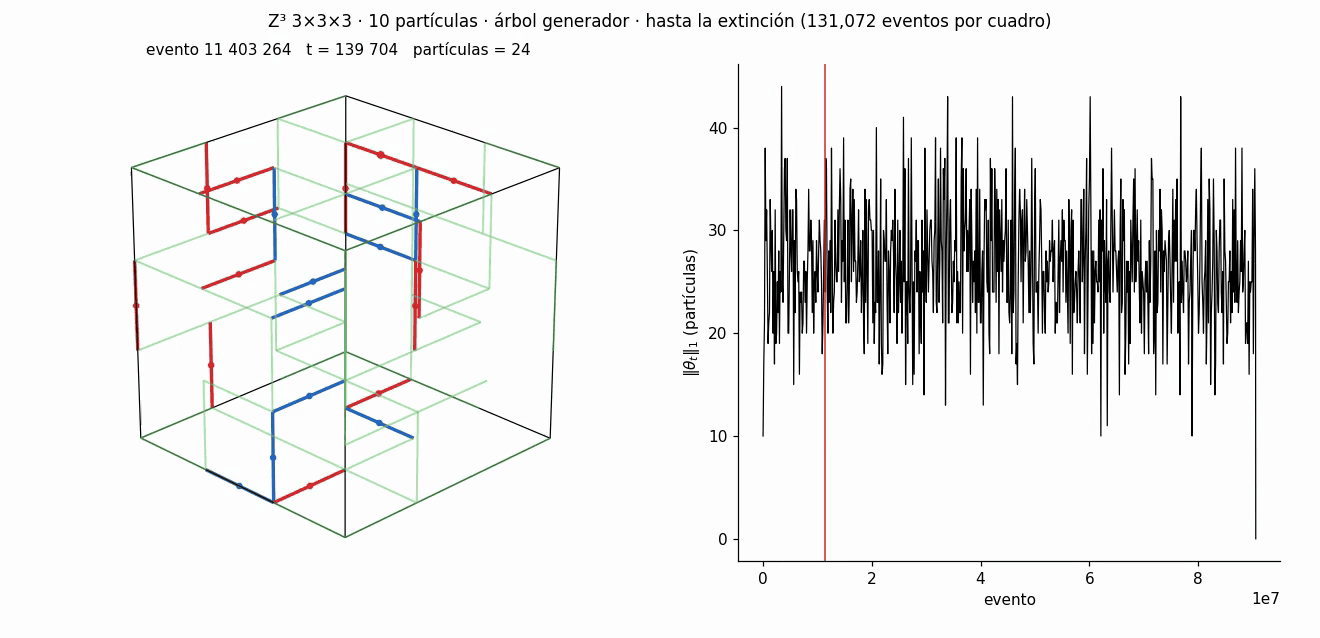 Z³ 3×3×3 · 10 partículas · árbol generador · hasta la extinción (131,072 eventos por cuadro)
evento 11 403 264   t = 139 704   partículas = 24
40
30
20
10
0
‖θₜ‖₁ (partículas)
0 2 4 6 8
evento
1e7